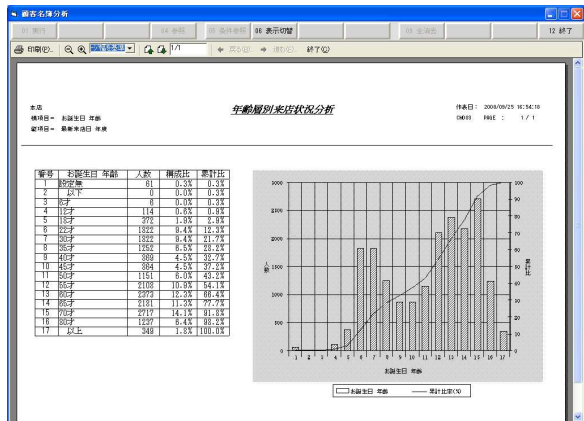 顧客名簿分析
01 実行 04 参照 05 条件参照 06 表示切替 09 全消去 12 終了
印刷(P).. 1/1 戻る(B) 進む(F).. 終了(C)
本店
横項目= お誕生日 年齢
縦項目= 最新来店日 年度
年齢層別来店状況分析
作表日: 2008/09/25 16:54:18
PAGE : 1 / 1
番号 お誕生日 年齢 人数 構成比 累計比
1 設定無 61 0.3% 0.3%
2 以下 0 0.0% 0.3%
3 6才 6 0.0% 0.3%
4 12才 114 0.6% 0.9%
5 18才 372 1.9% 2.9%
6 22才 1822 9.4% 12.3%
7 30才 1822 9.4% 21.7%
8 35才 1252 6.5% 28.2%
9 40才 869 4.5% 32.7%
10 45才 864 4.5% 37.2%
11 50才 1151 6.0% 43.2%
12 55才 2108 10.9% 54.1%
13 60才 2373 12.3% 66.4%
14 65才 2181 11.3% 77.7%
15 70才 2717 14.1% 91.8%
16 80才 1237 6.4% 98.2%
17 以上 349 1.8% 100.0%
3000
2500
2000
1500
1000
500
0
人数
100
90
80
70
60
50
40
30
20
10
0
累計比
1 2 3 4 5 6 7 8 9 10 11 12 13 14 15 16 17
お誕生日 年齢
お誕生日 年齢 累計比率(%)